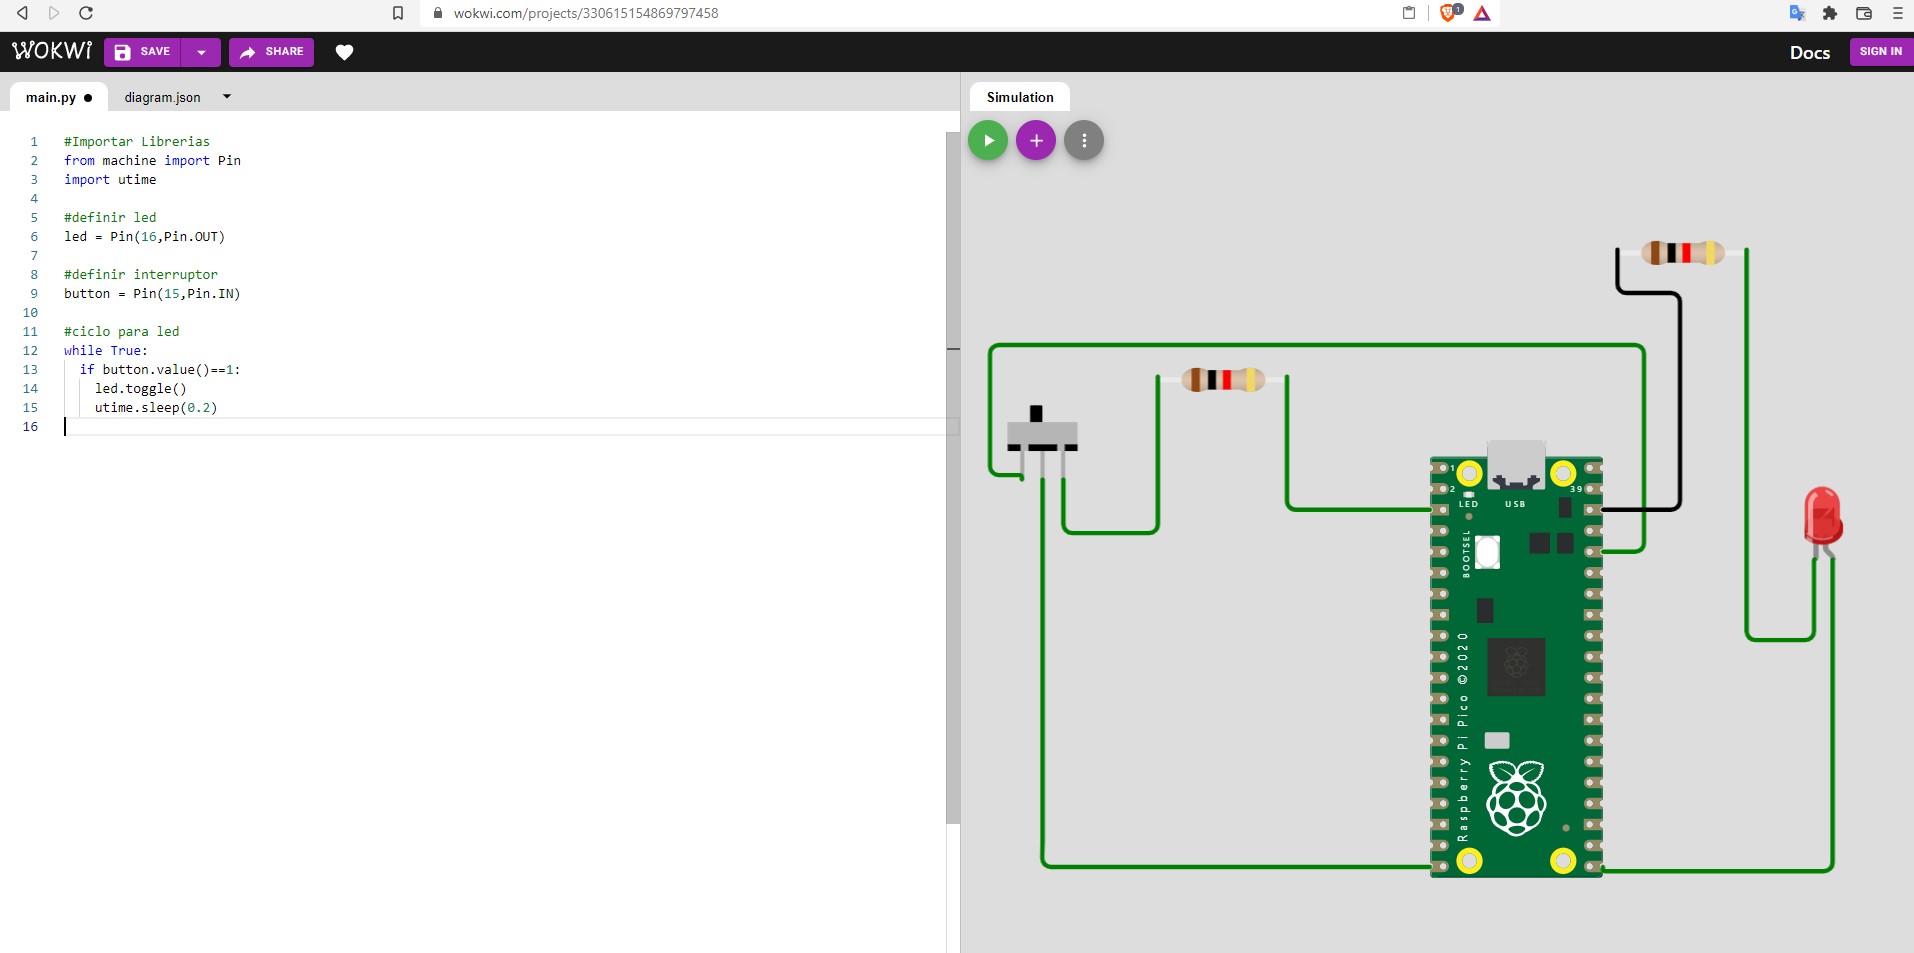 wokwi.com/projects/330615154869797458
1
WOKWi
SAVE
SHARE
Docs
SIGN IN
main.py
diagram.json
Simulation
1 #Importar Librerias
2 from machine import Pin
3 import utime
4
5 #definir led
6 led = Pin(16,Pin.OUT)
7
8 #definir interruptor
9 button = Pin(15,Pin.IN)
10
11 #ciclo para led
12 while True:
13 if button.value()==1:
14 led.toggle()
15 utime.sleep(0.2)
16
1
2
39
LED
USB
BOOTSEL
Raspberry Pi Pico ©2020